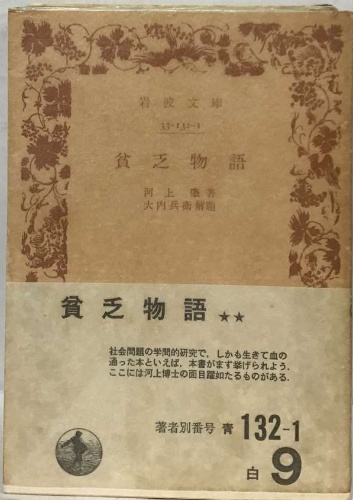 岩波文庫
33-132-1
貧乏物語
河上肇著
大内兵衛解題
貧乏物語 ★★
社会問題の学問的研究で，しかも生きて血の
通った本といえば，本書がまず挙げられよう．
ここには河上博士の面目躍如たるものがある．
著者別番号 青 132-1
白 9